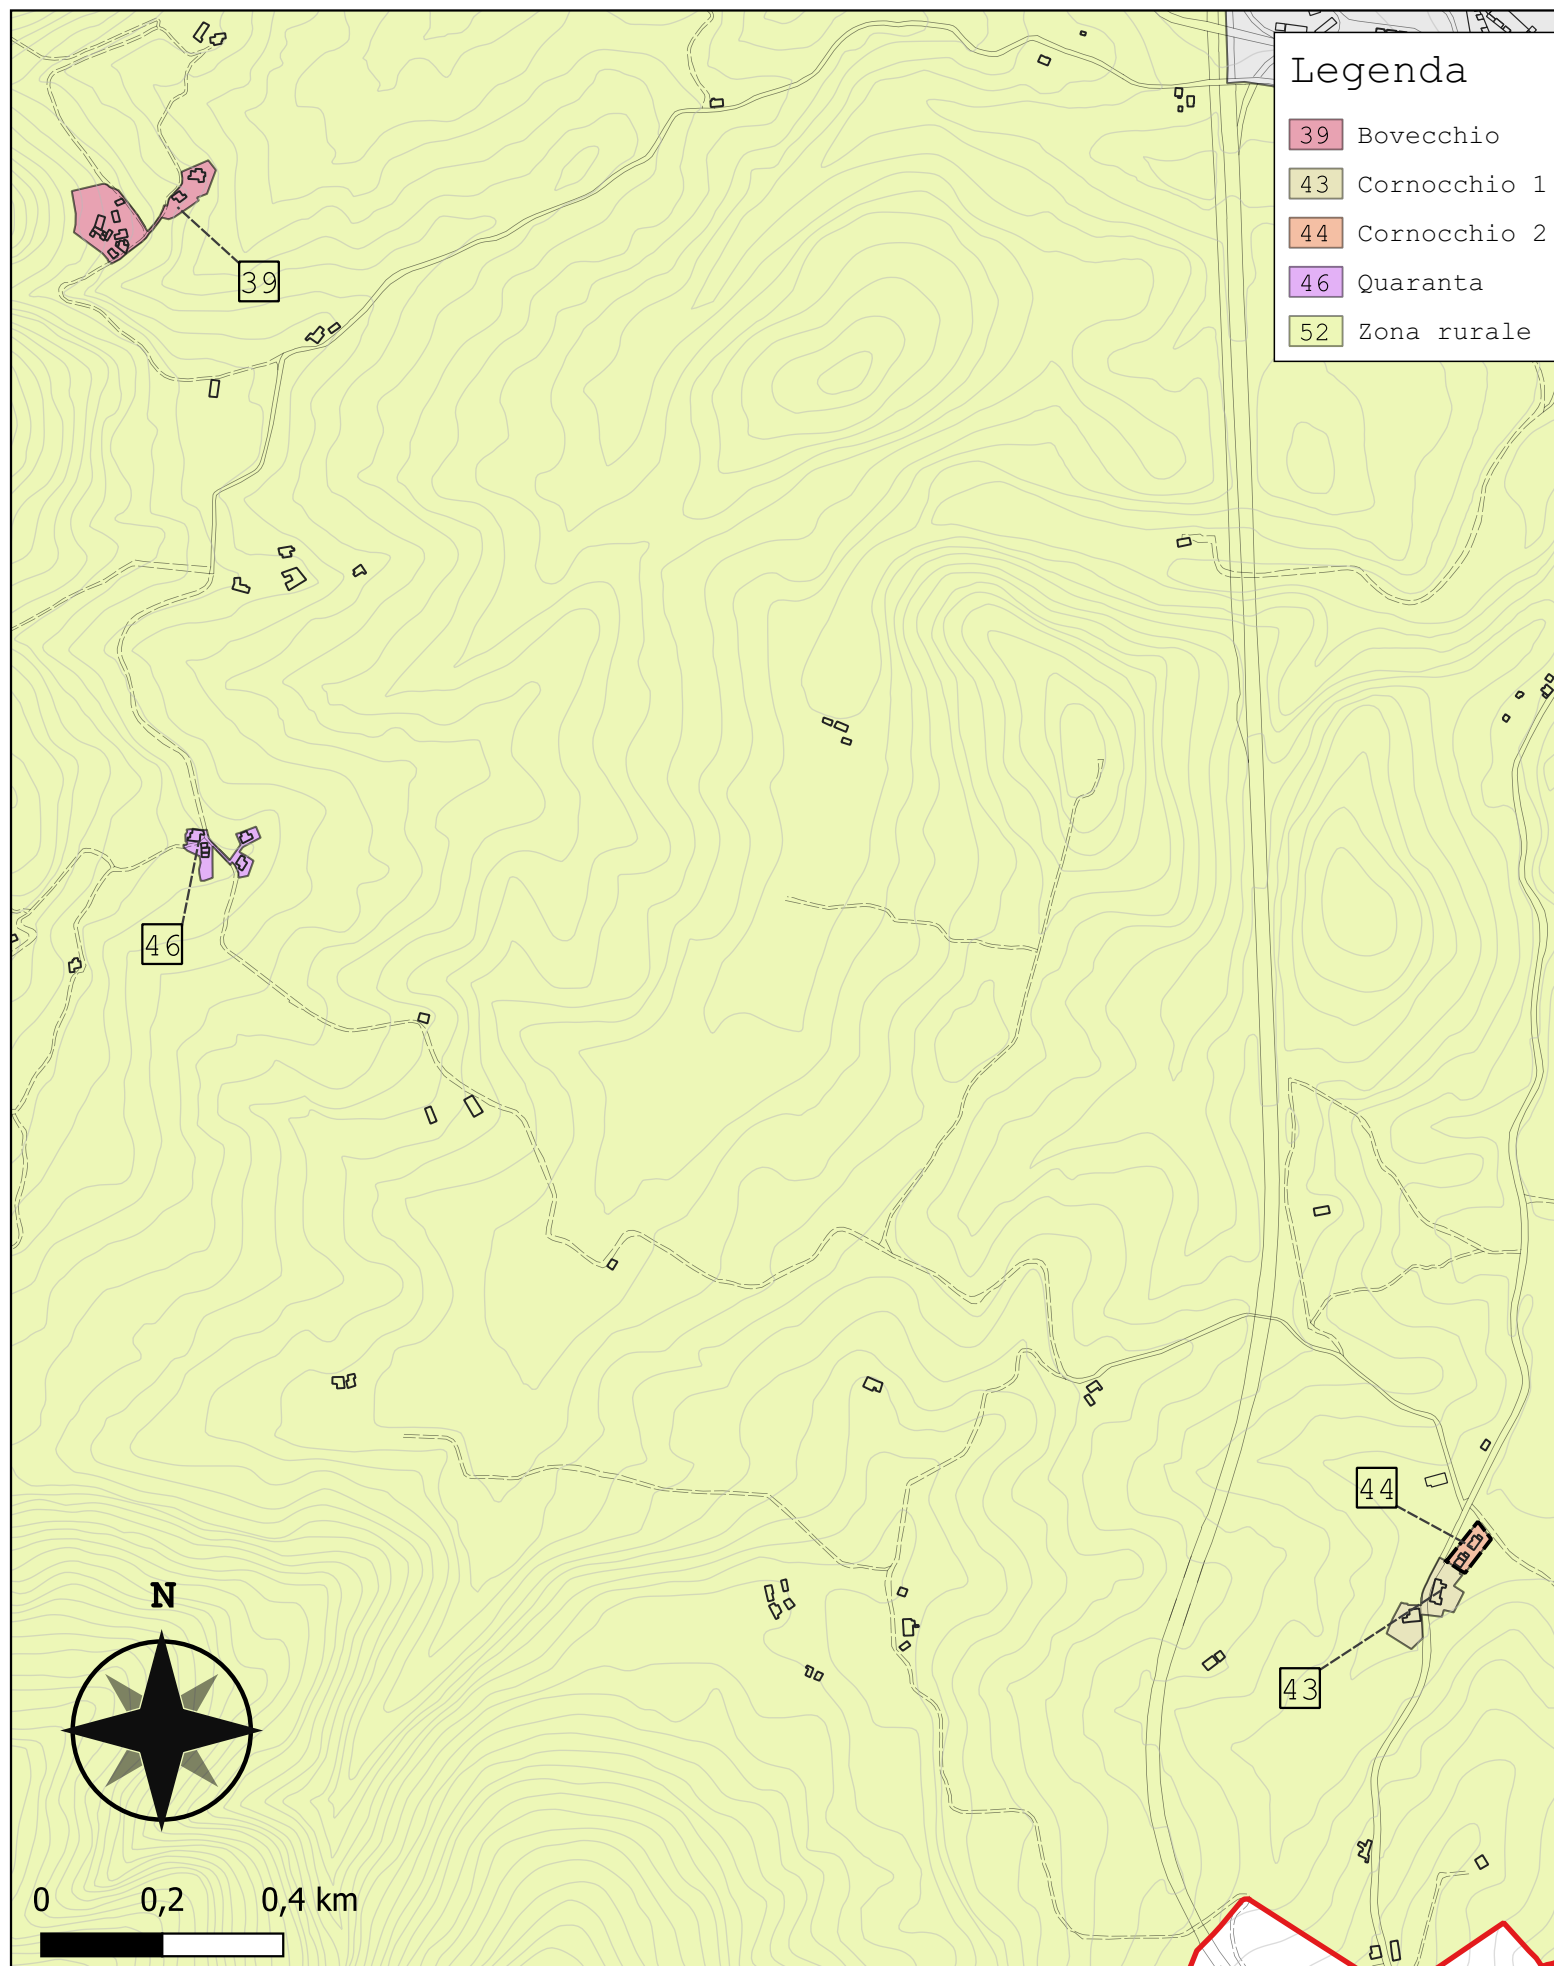 Legenda
39 Bovecchio
43 Cornocchio 1
44 Cornocchio 2
46 Quaranta
52 Zona rurale
39
46
44
43
N
0 0,2 0,4 km